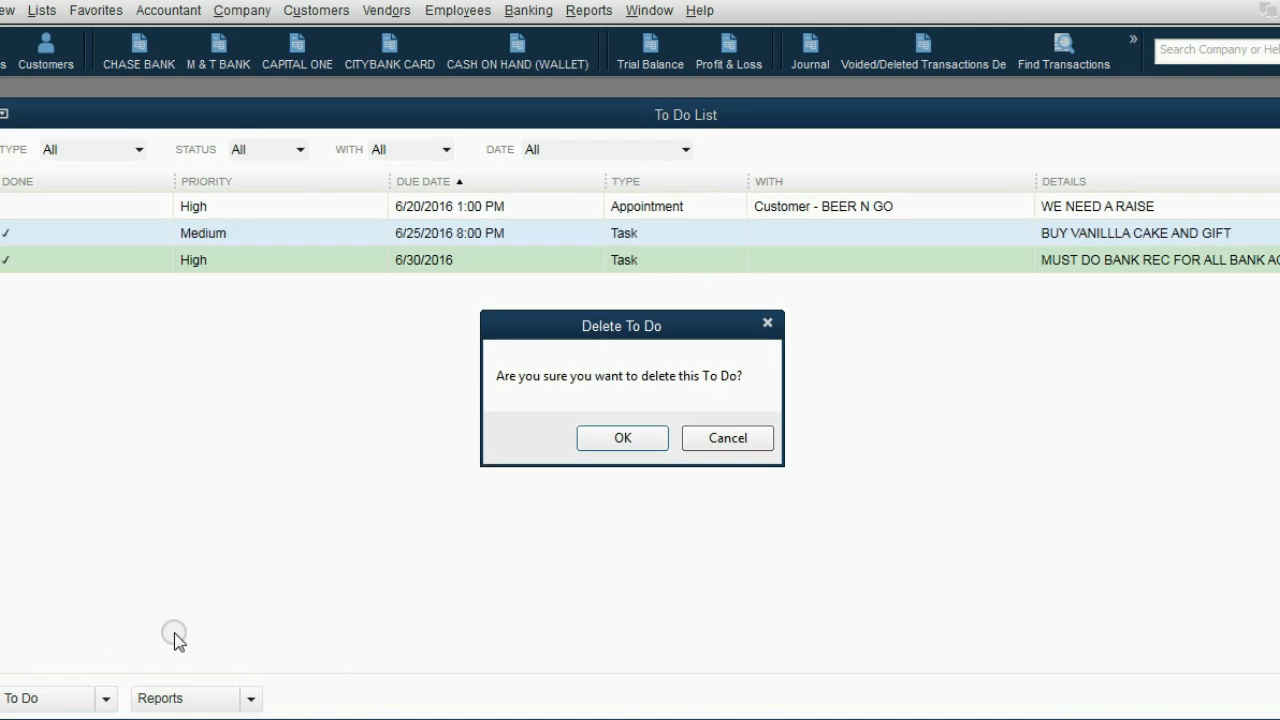 ew Lists Favorites Accountant Company Customers Vendors Employees Banking Reports Window Help
s Customers CHASE BANK M & T BANK CAPITAL ONE CITYBANK CARD CASH ON HAND (WALLET) Trial Balance Profit & Loss Journal Voided/Deleted Transactions De Find Transactions » Search Company or Hel
To Do List
TYPE All STATUS All WITH All DATE All
DONE PRIORITY DUE DATE TYPE WITH DETAILS
High 6/20/2016 1:00 PM Appointment Customer - BEER N GO WE NEED A RAISE
✓ Medium 6/25/2016 8:00 PM Task BUY VANILLLA CAKE AND GIFT
✓ High 6/30/2016 Task MUST DO BANK REC FOR ALL BANK AC
Delete To Do
Are you sure you want to delete this To Do?
OK Cancel
To Do Reports